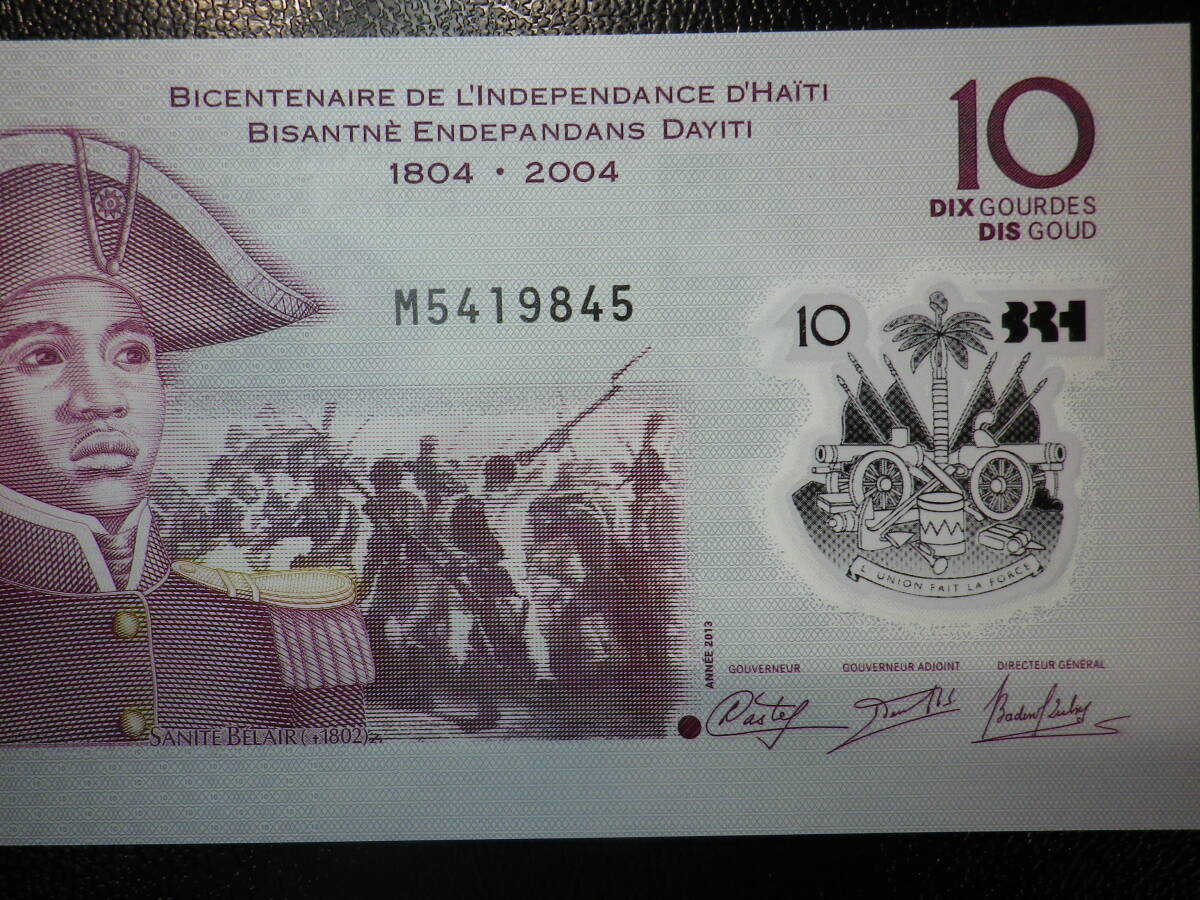 BICENTENAIRE DE L'INDEPENDANCE D'HAÏTI
BISANTNÈ ENDEPANDANS DAYITI
1804 • 2004
10
DIX GOURDES
DIS GOUD
M5419845
10 BRH
L'UNION FAIT LA FORCE
ANNÉE 2013
GOUVERNEUR GOUVERNEUR ADJOINT DIRECTEUR GÉNÉRAL
SANITE BÉLAIR (†1802)